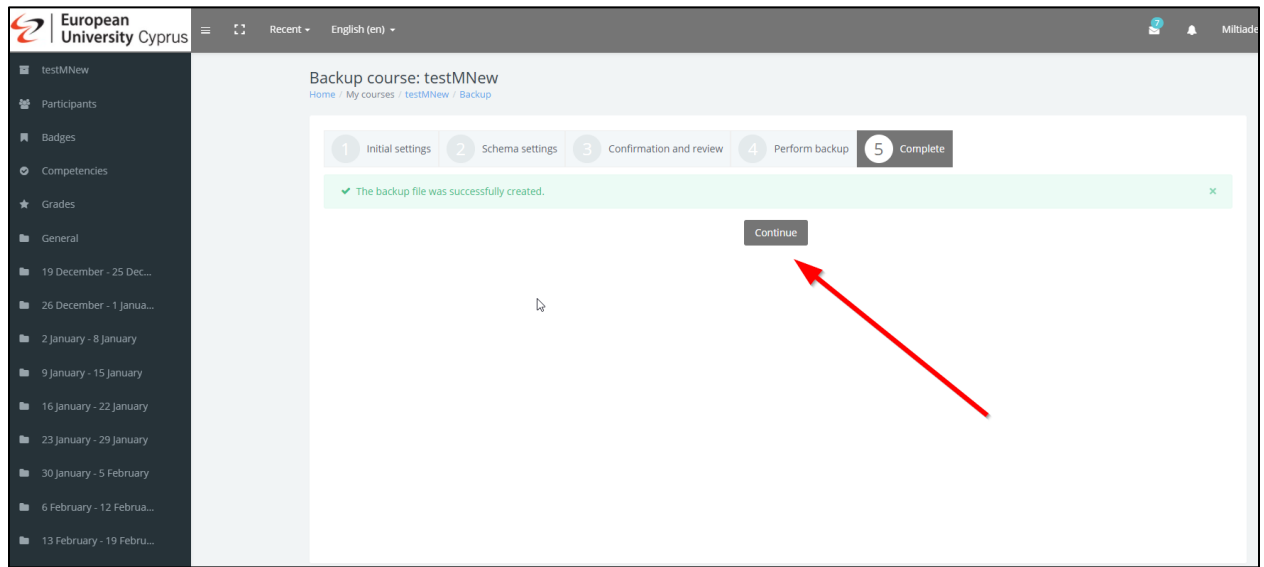 European
University Cyprus
Recent
English (en)
7
Miltiade
testMNew
Participants
Badges
Competencies
Grades
General
19 December - 25 Dec...
26 December - 1 Janua...
2 January - 8 January
9 January - 15 January
16 January - 22 January
23 January - 29 January
30 January - 5 February
6 February - 12 Februa...
13 February - 19 Febru...
Backup course: testMNew
Home / My courses / testMNew / Backup
1 Initial settings 2 Schema settings 3 Confirmation and review 4 Perform backup 5 Complete
The backup file was successfully created.
Continue